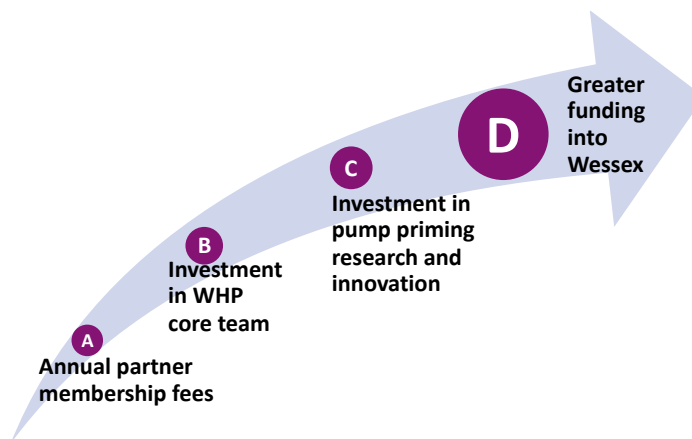 A
Annual partner
membership fees
B
Investment
in WHP
core team
C
Investment in
pump priming
research and
innovation
D
Greater
funding
into
Wessex